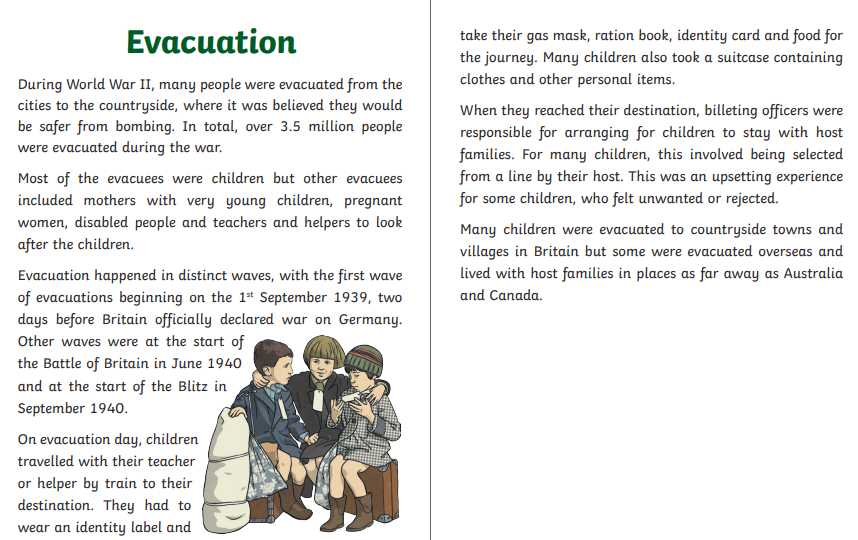 Evacuation
During World War II, many people were evacuated from the
cities to the countryside, where it was believed they would
be safer from bombing. In total, over 3.5 million people
were evacuated during the war.
Most of the evacuees were children but other evacuees
included mothers with very young children, pregnant
women, disabled people and teachers and helpers to look
after the children.
Evacuation happened in distinct waves, with the first wave
of evacuations beginning on the 1st September 1939, two
days before Britain officially declared war on Germany.
Other waves were at the start of
the Battle of Britain in June 1940
and at the start of the Blitz in
September 1940.
On evacuation day, children
travelled with their teacher
or helper by train to their
destination. They had to
wear an identity label and
take their gas mask, ration book, identity card and food for
the journey. Many children also took a suitcase containing
clothes and other personal items.
When they reached their destination, billeting officers were
responsible for arranging for children to stay with host
families. For many children, this involved being selected
from a line by their host. This was an upsetting experience
for some children, who felt unwanted or rejected.
Many children were evacuated to countryside towns and
villages in Britain but some were evacuated overseas and
lived with host families in places as far away as Australia
and Canada.